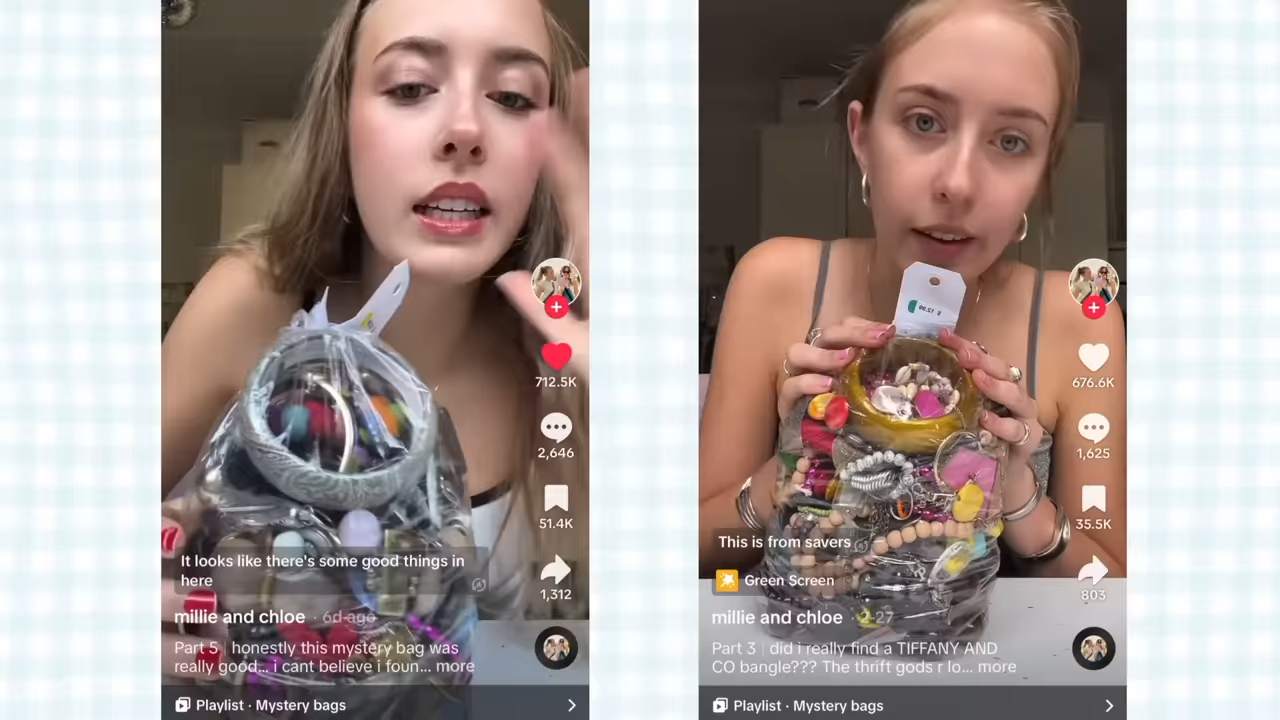 712.5K
2,646
51.4K
1,312
It looks like there's some good things in
here
millie and chloe · 6d ago
Part 5 | honestly this mystery bag was
really good... i cant believe i foun... more
Playlist · Mystery bags
676.6K
1,625
35.5K
803
This is from savers
Green Screen
millie and chloe · 2-27
Part 3 | did i really find a TIFFANY AND
CO bangle??? The thrift gods r lo... more
Playlist · Mystery bags